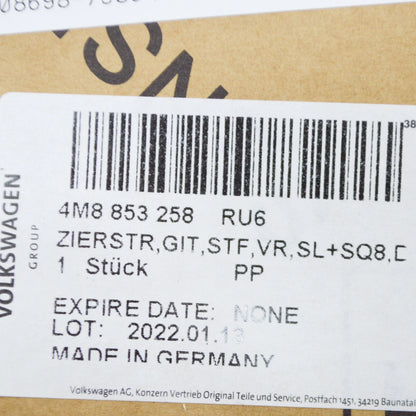 VOLKSWAGEN
GROUP
4M8 853 258 RU6
ZIERSTR,GIT,STF,VR,SL+SQ8,D
1 Stück PP
EXPIRE DATE: NONE
LOT: 2022.01.13
MADE IN GERMANY
Volkswagen AG, Konzern Vertrieb Original Teile und Service, Postfach 1451, 34219 Baunatal